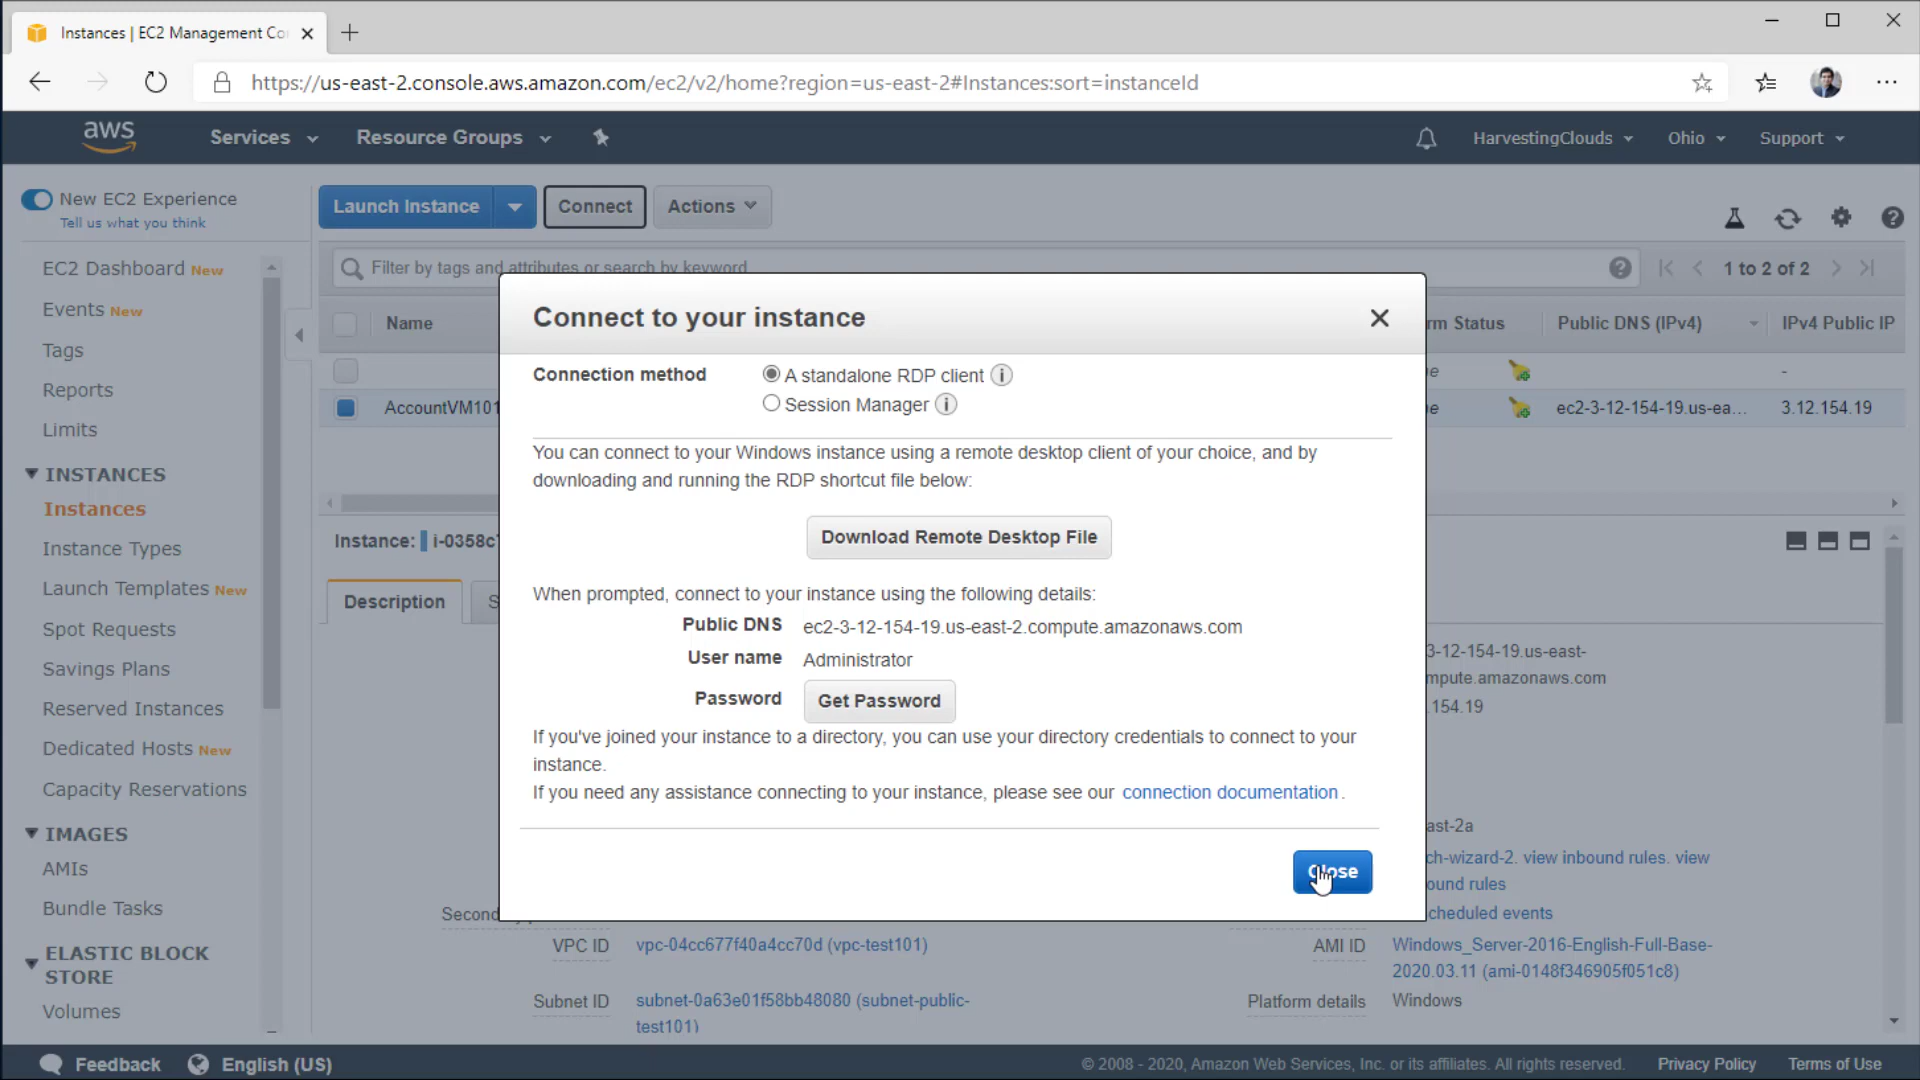 Instances | EC2 Management Co
https://us-east-2.console.aws.amazon.com/ec2/v2/home?region=us-east-2#Instances:sort=instanceId
aws
Services
Resource Groups
HarvestingClouds
Ohio
Support
New EC2 Experience
Tell us what you think
Launch Instance
Connect
Actions
EC2 Dashboard New
Events New
Tags
Reports
Limits
INSTANCES
Instances
Instance Types
Launch Templates New
Spot Requests
Savings Plans
Reserved Instances
Dedicated Hosts New
Capacity Reservations
IMAGES
AMIs
Bundle Tasks
ELASTIC BLOCK
STORE
Volumes
Filter by tags and attributes or search by keyword
1 to 2 of 2
Name
rm Status
Public DNS (IPv4)
IPv4 Public IP
e
-
AccountVM101
e
ec2-3-12-154-19.us-ea...
3.12.154.19
Instance:
i-0358c
Description
S
Connect to your instance
Connection method
A standalone RDP client
Session Manager
You can connect to your Windows instance using a remote desktop client of your choice, and by
downloading and running the RDP shortcut file below:
Download Remote Desktop File
When prompted, connect to your instance using the following details:
Public DNS ec2-3-12-154-19.us-east-2.compute.amazonaws.com
User name Administrator
Password Get Password
If you've joined your instance to a directory, you can use your directory credentials to connect to your
instance.
If you need any assistance connecting to your instance, please see our connection documentation.
Close
3-12-154-19.us-east-
mpute.amazonaws.com
.154.19
ast-2a
ch-wizard-2. view inbound rules. view
ound rules
cheduled events
Second
VPC ID
vpc-04cc677f40a4cc70d (vpc-test101)
AMI ID
Windows_Server-2016-English-Full-Base-
2020.03.11 (ami-0148f346905f051c8)
Subnet ID
subnet-0a63e01f58bb48080 (subnet-public-
test101)
Platform details
Windows
Feedback
English (US)
© 2008 - 2020, Amazon Web Services, Inc. or its affiliates. All rights reserved.
Privacy Policy
Terms of Use